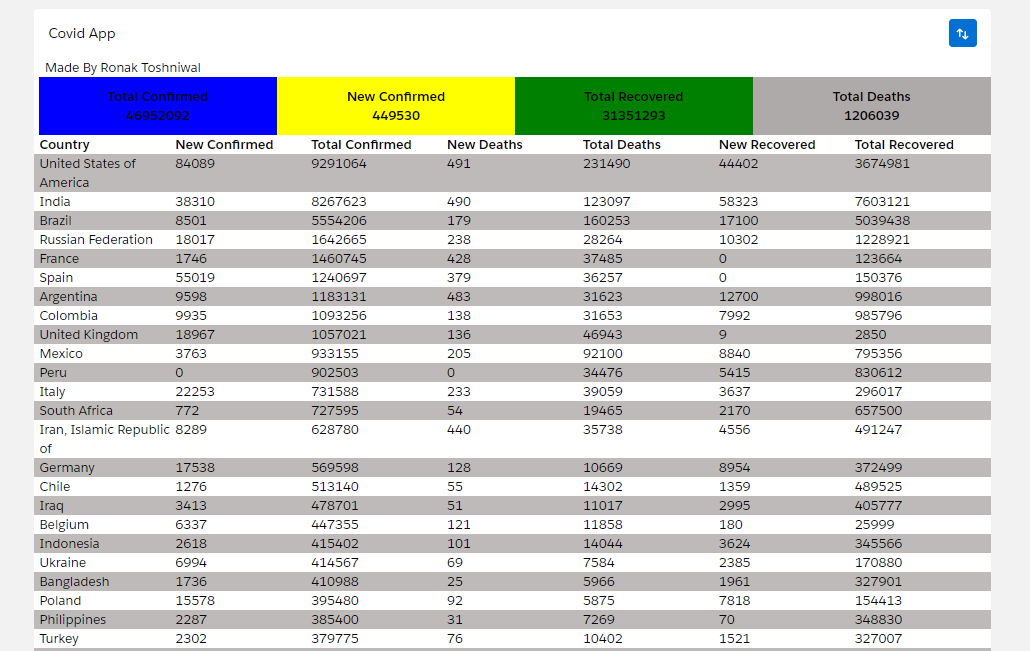 Covid App
Made By Ronak Toshniwal
Total Confirmed New Confirmed Total Recovered Total Deaths
46952092 449530 31351293 1206039
Country New Confirmed Total Confirmed New Deaths Total Deaths New Recovered Total Recovered
United States of America 84089 9291064 491 231490 44402 3674981
India 38310 8267623 490 123097 58323 7603121
Brazil 8501 5554206 179 160253 17100 5039438
Russian Federation 18017 1642665 238 28264 10302 1228921
France 1746 1460745 428 37485 0 123664
Spain 55019 1240697 379 36257 0 150376
Argentina 9598 1183131 483 31623 12700 998016
Colombia 9935 1093256 138 31653 7992 985796
United Kingdom 18967 1057021 136 46943 9 2850
Mexico 3763 933155 205 92100 8840 795356
Peru 0 902503 0 34476 5415 830612
Italy 22253 731588 233 39059 3637 296017
South Africa 772 727595 54 19465 2170 657500
Iran, Islamic Republic of 8289 628780 440 35738 4556 491247
Germany 17538 569598 128 10669 8954 372499
Chile 1276 513140 55 14302 1359 489525
Iraq 3413 478701 51 11017 2995 405777
Belgium 6337 447355 121 11858 180 25999
Indonesia 2618 415402 101 14044 3624 345566
Ukraine 6994 414567 69 7584 2385 170880
Bangladesh 1736 410988 25 5966 1961 327901
Poland 15578 395480 92 5875 7818 154413
Philippines 2287 385400 31 7269 70 348830
Turkey 2302 379775 76 10402 1521 327007